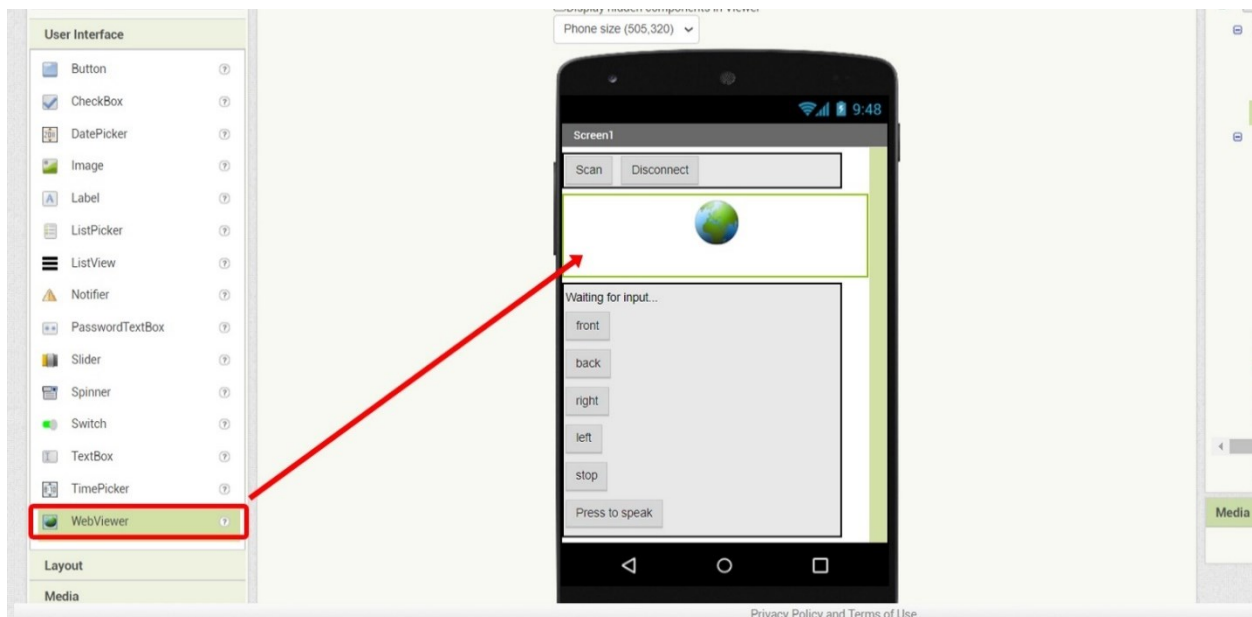 User Interface
Button
CheckBox
DatePicker
Image
Label
ListPicker
ListView
Notifier
PasswordTextBox
Slider
Spinner
Switch
TextBox
TimePicker
WebViewer
Layout
Media
Display hidden components in Viewer
Phone size (505,320)
9:48
Screen1
Scan Disconnect
Waiting for input...
front
back
right
left
stop
Press to speak
Media
Privacy Policy and Terms of Use